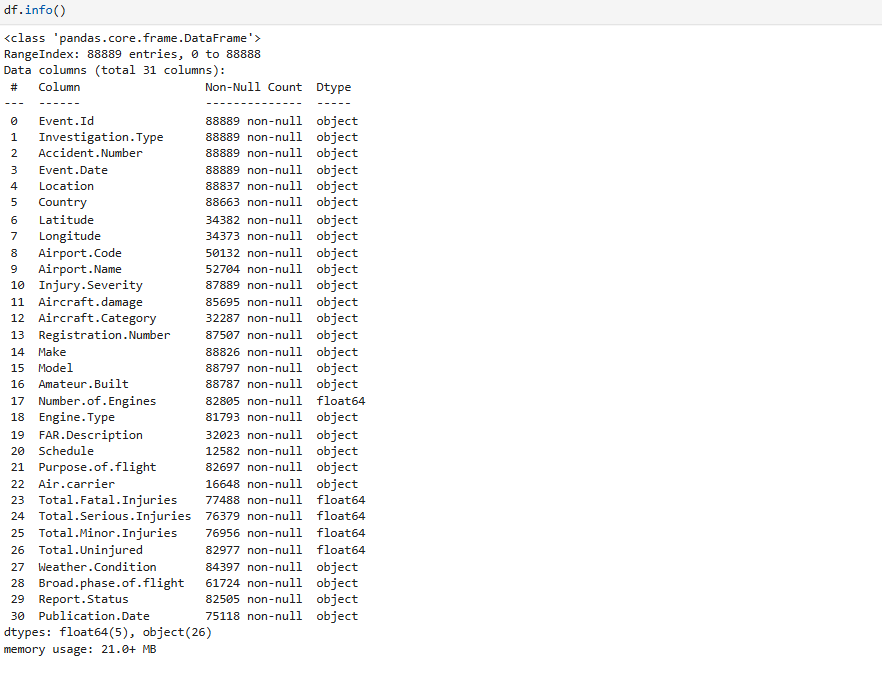 df.info()
<class 'pandas.core.frame.DataFrame'>
RangeIndex: 88889 entries, 0 to 88888
Data columns (total 31 columns):
 #   Column                  Non-Null Count  Dtype
---  ------                  --------------  -----
 0   Event.Id                88889 non-null  object
 1   Investigation.Type      88889 non-null  object
 2   Accident.Number         88889 non-null  object
 3   Event.Date              88889 non-null  object
 4   Location                88837 non-null  object
 5   Country                 88663 non-null  object
 6   Latitude                34382 non-null  object
 7   Longitude               34373 non-null  object
 8   Airport.Code            50132 non-null  object
 9   Airport.Name            52704 non-null  object
 10  Injury.Severity         87889 non-null  object
 11  Aircraft.damage         85695 non-null  object
 12  Aircraft.Category       32287 non-null  object
 13  Registration.Number     87507 non-null  object
 14  Make                    88826 non-null  object
 15  Model                   88797 non-null  object
 16  Amateur.Built           88787 non-null  object
 17  Number.of.Engines       82805 non-null  float64
 18  Engine.Type             81793 non-null  object
 19  FAR.Description         32023 non-null  object
 20  Schedule                12582 non-null  object
 21  Purpose.of.flight       82697 non-null  object
 22  Air.carrier             16648 non-null  object
 23  Total.Fatal.Injuries    77488 non-null  float64
 24  Total.Serious.Injuries  76379 non-null  float64
 25  Total.Minor.Injuries    76956 non-null  float64
 26  Total.Uninjured         82977 non-null  float64
 27  Weather.Condition       84397 non-null  object
 28  Broad.phase.of.flight   61724 non-null  object
 29  Report.Status           82505 non-null  object
 30  Publication.Date        75118 non-null  object
dtypes: float64(5), object(26)
memory usage: 21.0+ MB